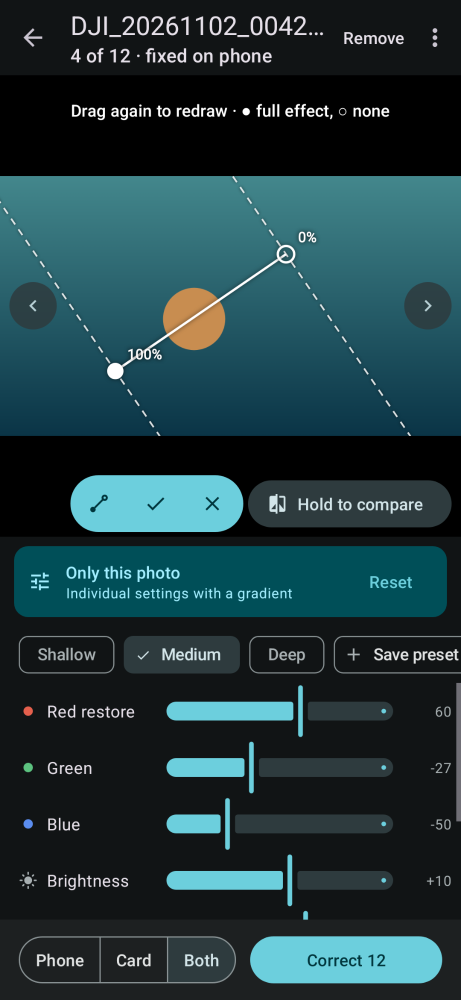 DJI_20261102_0042…
4 of 12 · fixed on phone
Remove
Drag again to redraw · ● full effect, ○ none
0%
100%
Hold to compare
Only this photo
Individual settings with a gradient
Reset
Shallow
Medium
Deep
Save preset
Red restore
60
Green
-27
Blue
-50
Brightness
+10
Phone
Card
Both
Correct 12